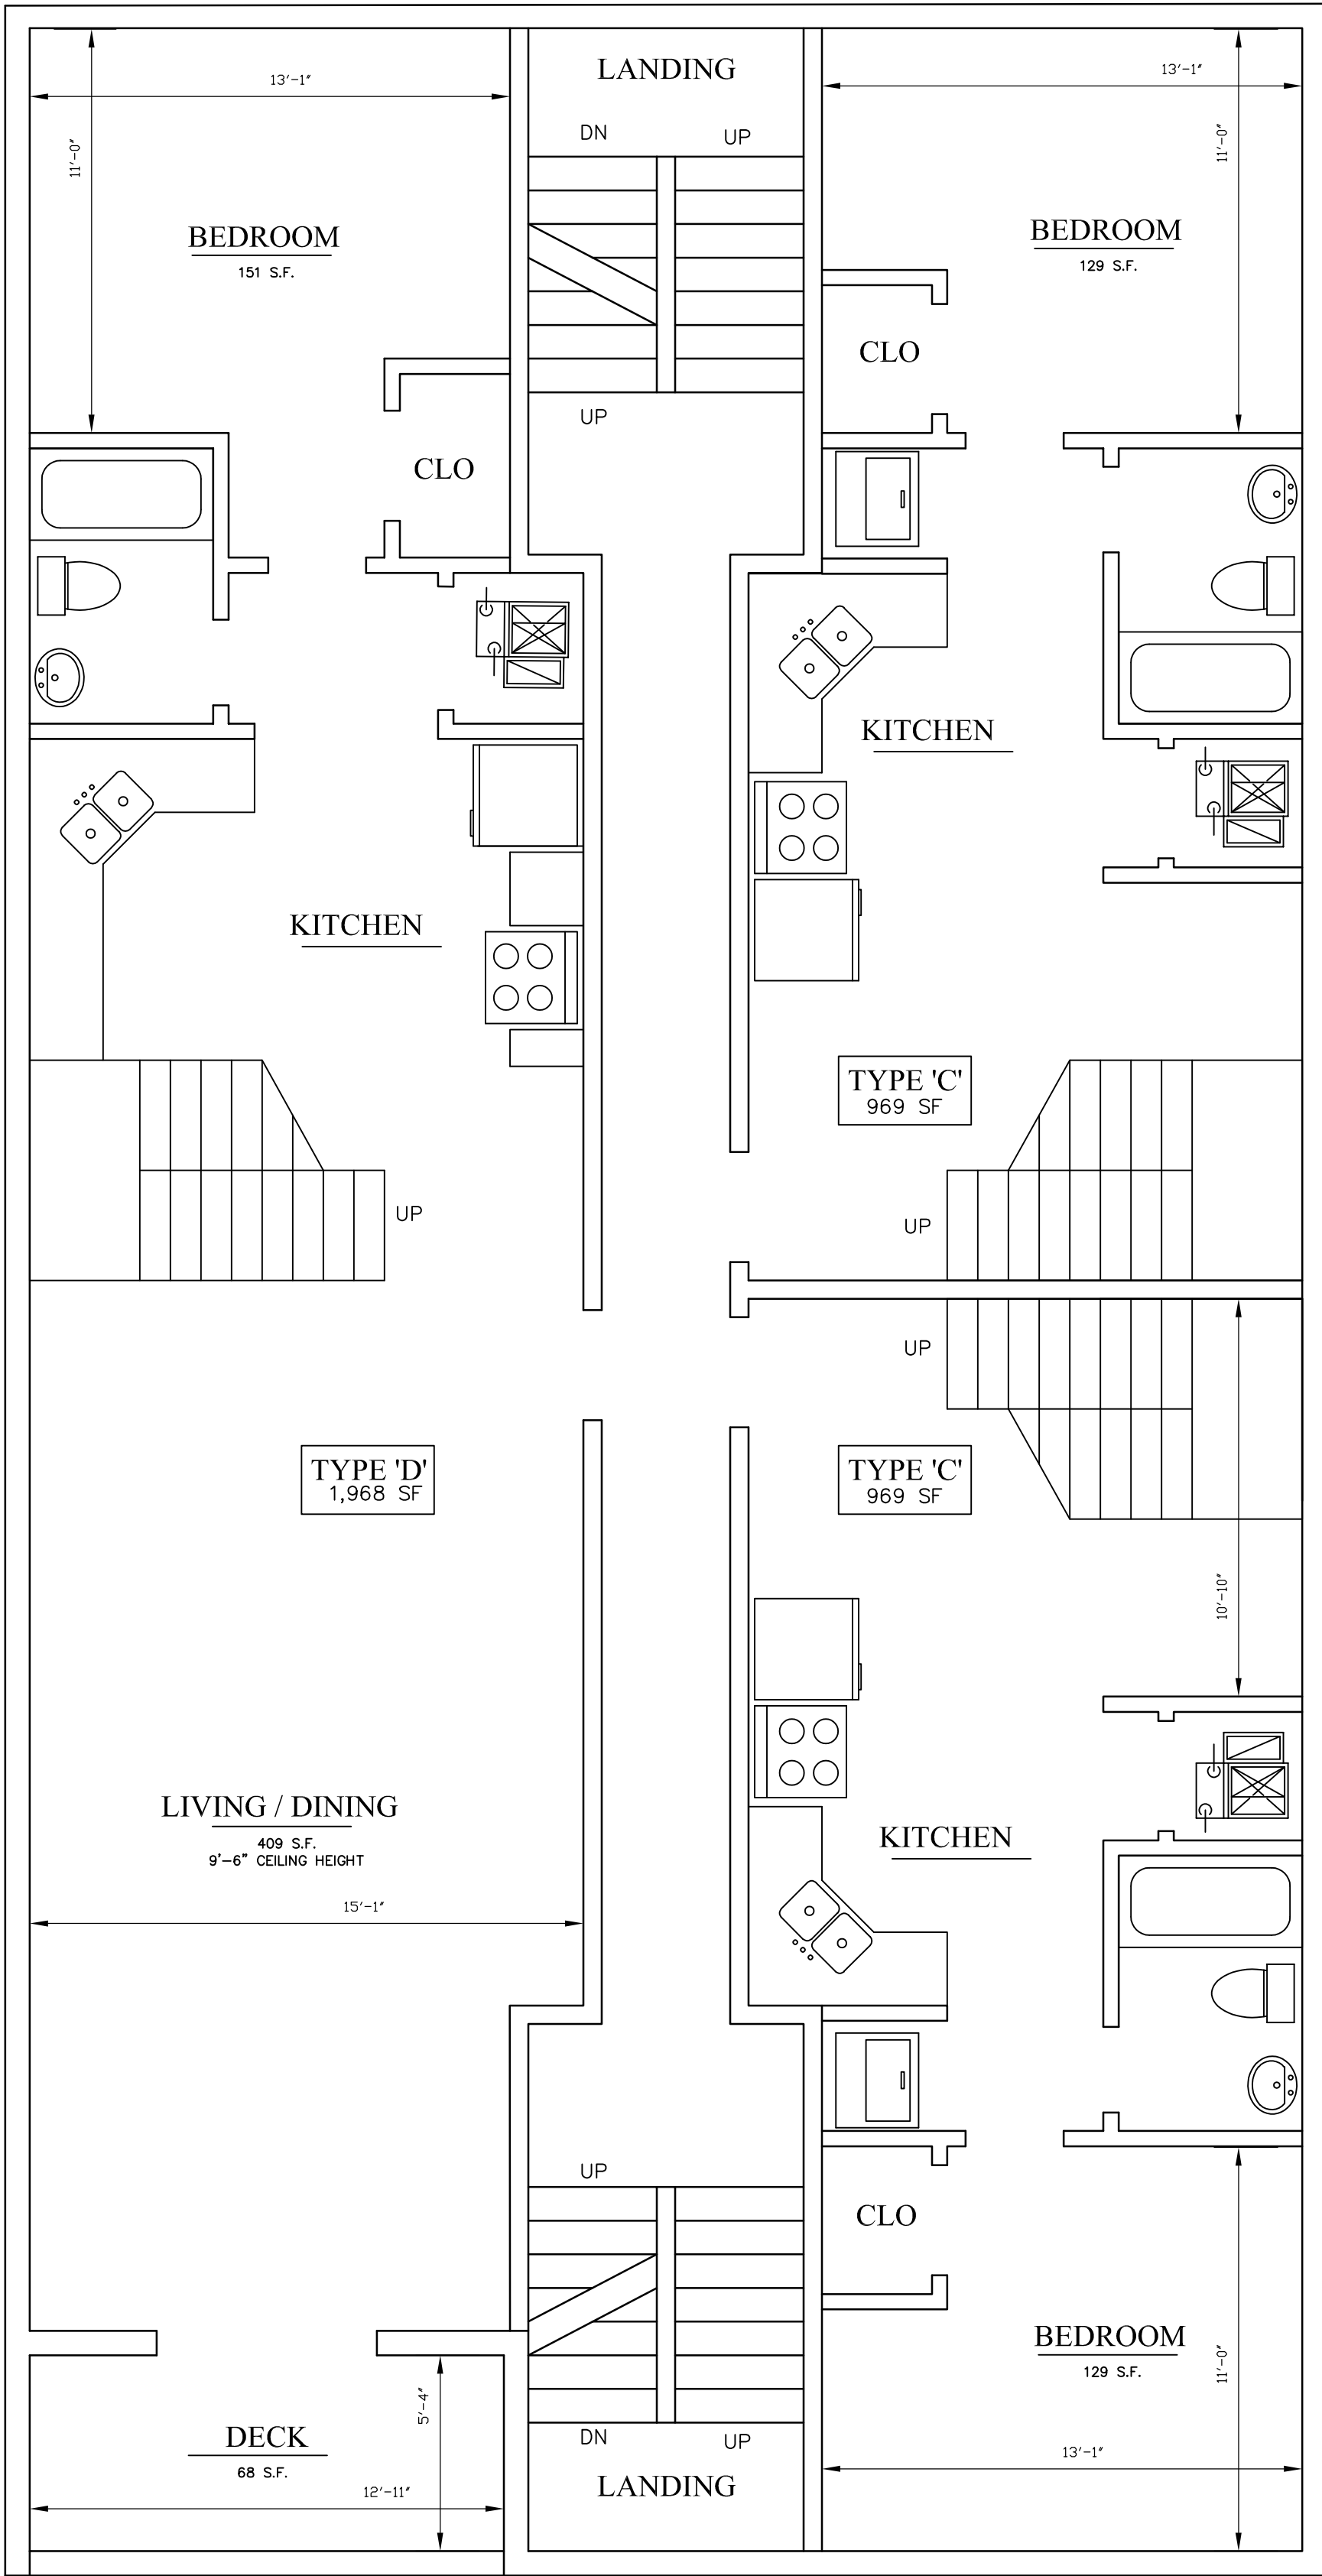 LANDING
13'-1"
13'-1"
DN
UP
11'-0"
11'-0"
BEDROOM
151 S.F.
BEDROOM
129 S.F.
CLO
UP
CLO
KITCHEN
KITCHEN
TYPE 'C'
969 SF
UP
UP
UP
TYPE 'D'
1,968 SF
TYPE 'C'
969 SF
10'-10"
LIVING / DINING
409 S.F.
9'-6" CEILING HEIGHT
KITCHEN
15'-1"
UP
CLO
BEDROOM
129 S.F.
11'-0"
5'-4"
DECK
68 S.F.
DN
UP
13'-1"
LANDING
12'-11"